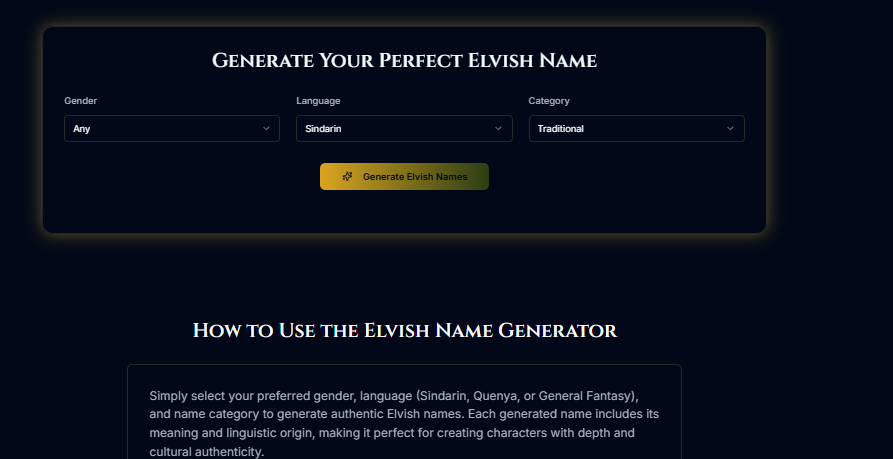 Generate Your Perfect Elvish Name
Gender Language Category
Any Sindarin Traditional
Generate Elvish Names
How to Use the Elvish Name Generator
Simply select your preferred gender, language (Sindarin, Quenya, or General Fantasy),
and name category to generate authentic Elvish names. Each generated name includes its
meaning and linguistic origin, making it perfect for creating characters with depth and
cultural authenticity.